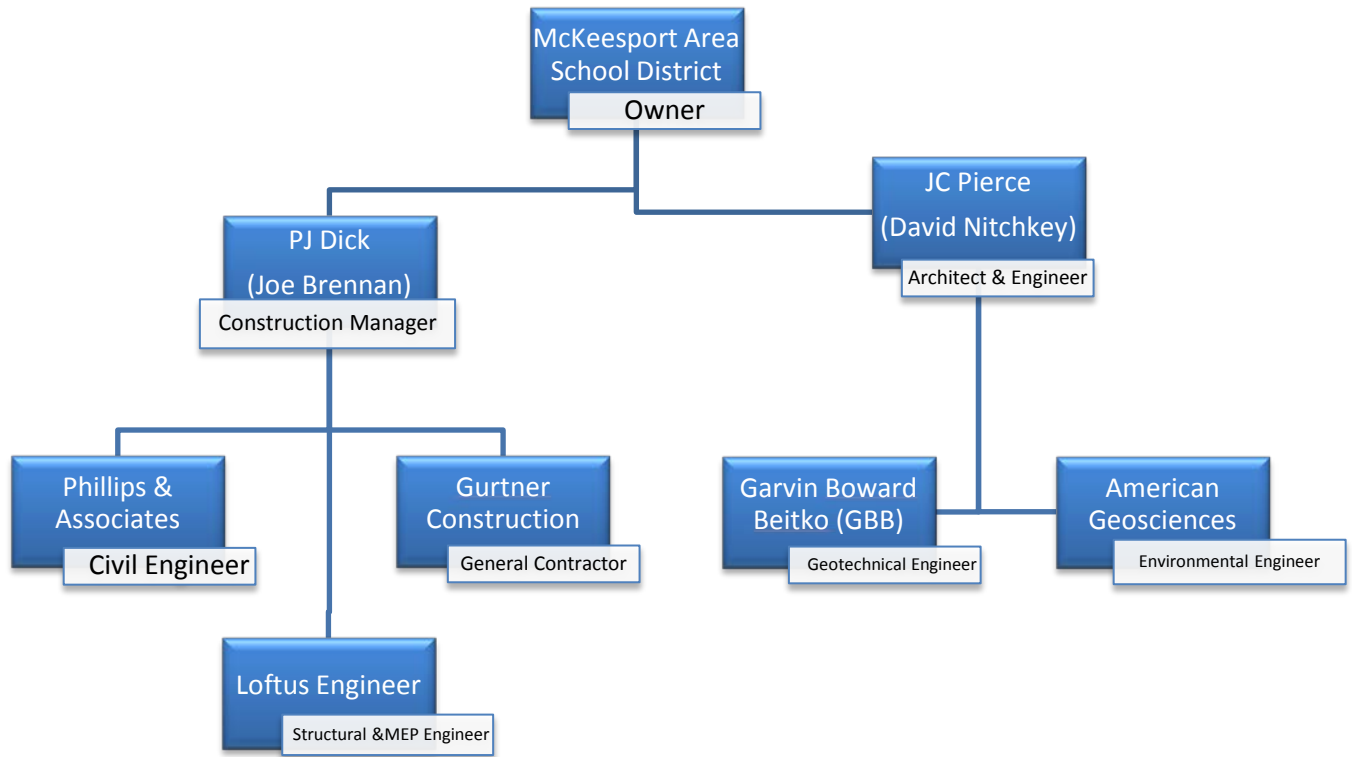 McKeesport Area
School District
Owner
JC Pierce
(David Nitchkey)
Architect & Engineer
PJ Dick
(Joe Brennan)
Construction Manager
Phillips &
Associates
Civil Engineer
Gurtner
Construction
General Contractor
Garvin Boward
Beitko (GBB)
Geotechnical Engineer
American
Geosciences
Environmental Engineer
Loftus Engineer
Structural &MEP Engineer